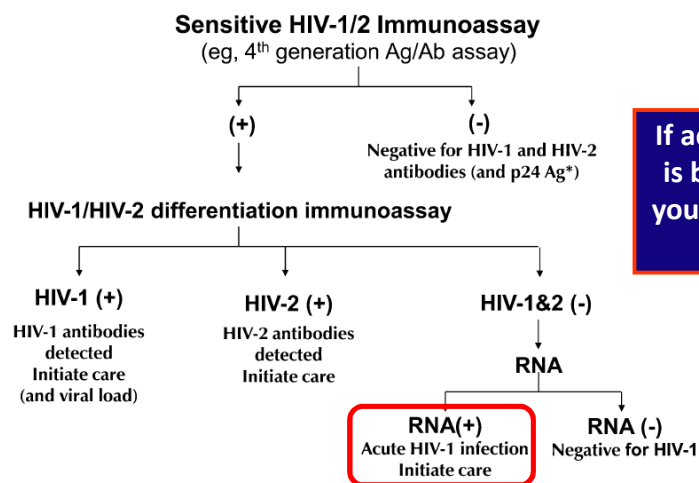 Sensitive HIV-1/2 Immunoassay
(eg, 4th generation Ag/Ab assay)
(+)
(-)
Negative for HIV-1 and HIV-2
antibodies (and p24 Ag*)
If ac
is b
you
HIV-1/HIV-2 differentiation immunoassay
HIV-1 (+)
HIV-1 antibodies
detected
Initiate care
(and viral load)
HIV-2 (+)
HIV-2 antibodies
detected
Initiate care
HIV-1&2 (-)
RNA
RNA(+)
Acute HIV-1 infection
Initiate care
RNA (-)
Negative for HIV-1